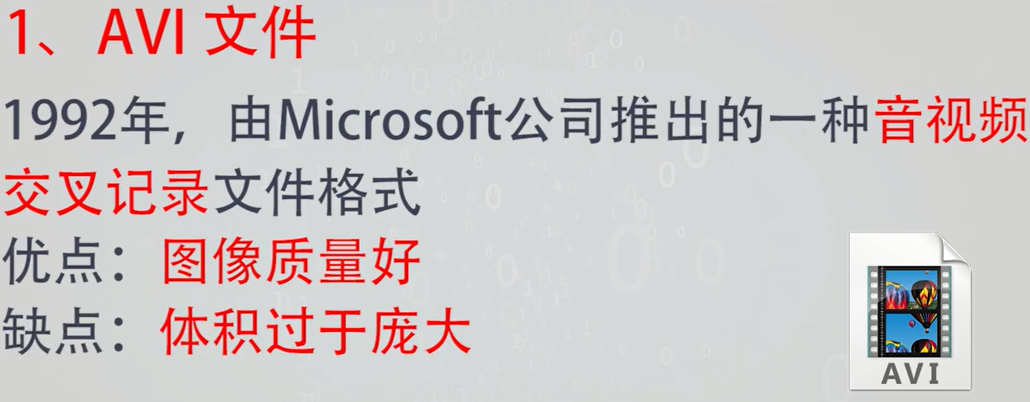 1、AVI 文件
1992年，由Microsoft公司推出的一种音视频
交叉记录文件格式
优点：图像质量好
缺点：体积过于庞大
AVI